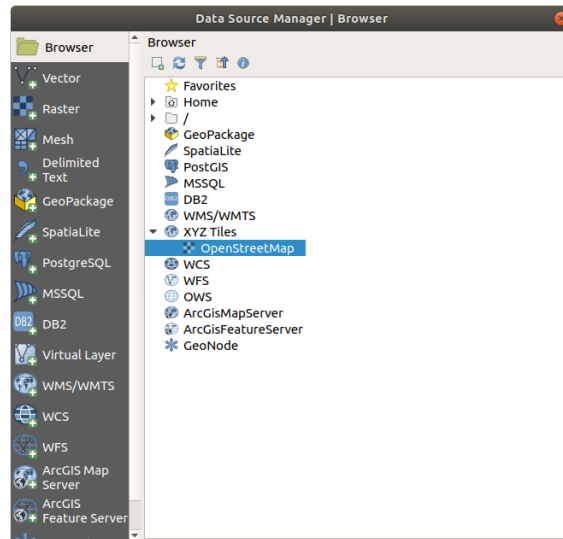 Data Source Manager | Browser
Browser
Vector
Raster
Mesh
Delimited
Text
GeoPackage
SpatiaLite
PostgreSQL
MSSQL
DB2
DB2
Virtual Layer
WMS/WMTS
WCS
WFS
ArcGIS Map
Server
ArcGIS
Feature Server
Browser
Favorites
Home
/
GeoPackage
SpatiaLite
PostGIS
MSSQL
DB2
DB2
WMS/WMTS
XYZ Tiles
OpenStreetMap
WCS
WFS
OWS
ArcGisMapServer
ArcGisFeatureServer
GeoNode